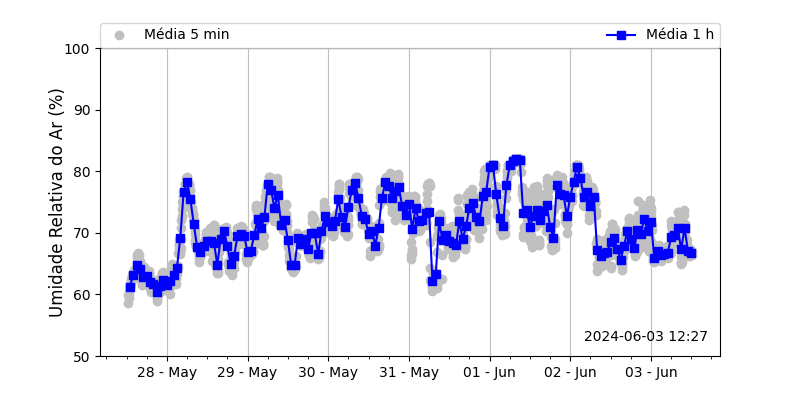 Média 5 min
Média 1 h
100
90
80
70
60
50
Umidade Relativa do Ar (%)
2024-06-03 12:27
28 - May
29 - May
30 - May
31 - May
01 - Jun
02 - Jun
03 - Jun